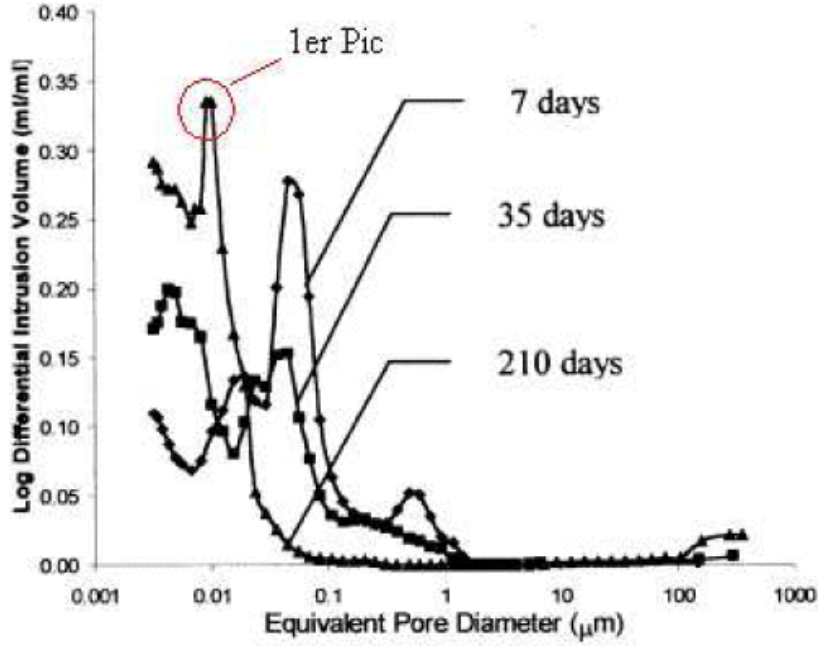 0.40
1er Pic
0.35
7 days
0.30
0.25
35 days
0.20
0.15
210 days
0.10
0.05
0.00
0.001
0.01
0.1
1
10
100
1000
Log Differential Intrusion Volume (ml/ml)
Equivalent Pore Diameter (μm)